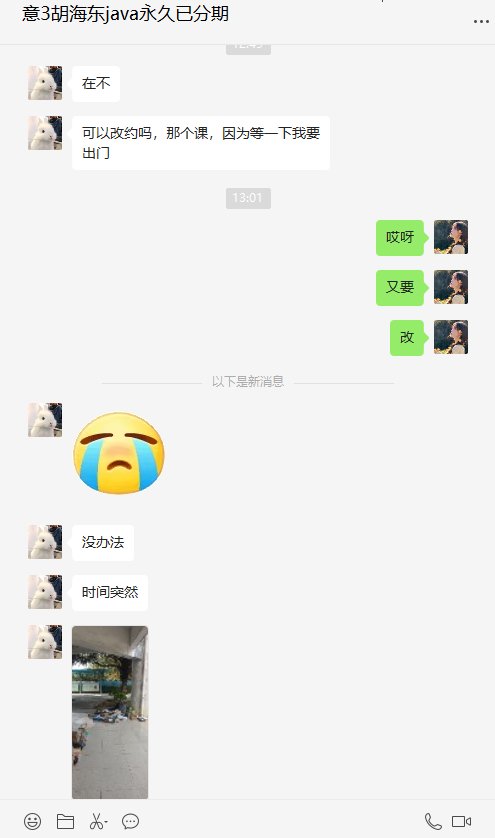 意3胡海东java永久已分期
12:49
在不
可以改约吗，那个课，因为等一下我要
出门
13:01
哎呀
又要
改
以下是新消息
没办法
时间突然